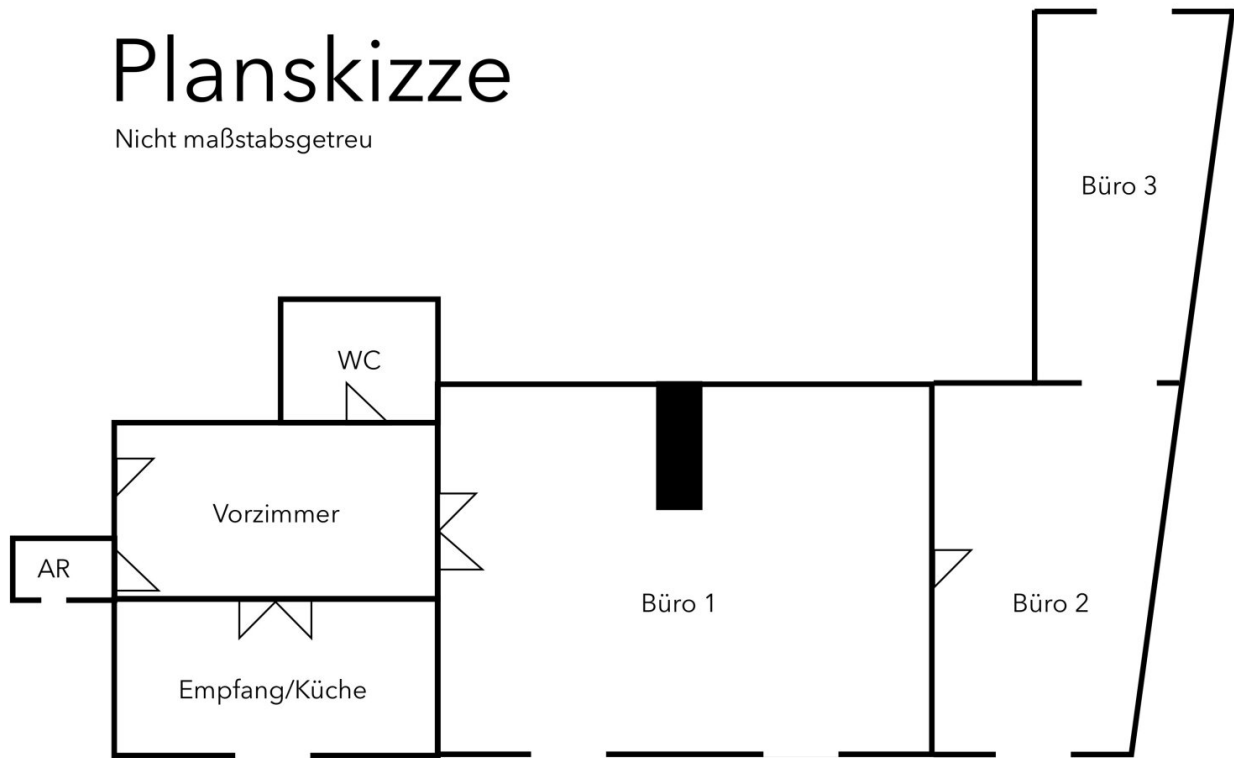 Planskizze
Nicht maßstabsgetreu
Büro 3
WC
Vorzimmer
AR
Büro 1
Büro 2
Empfang/Küche